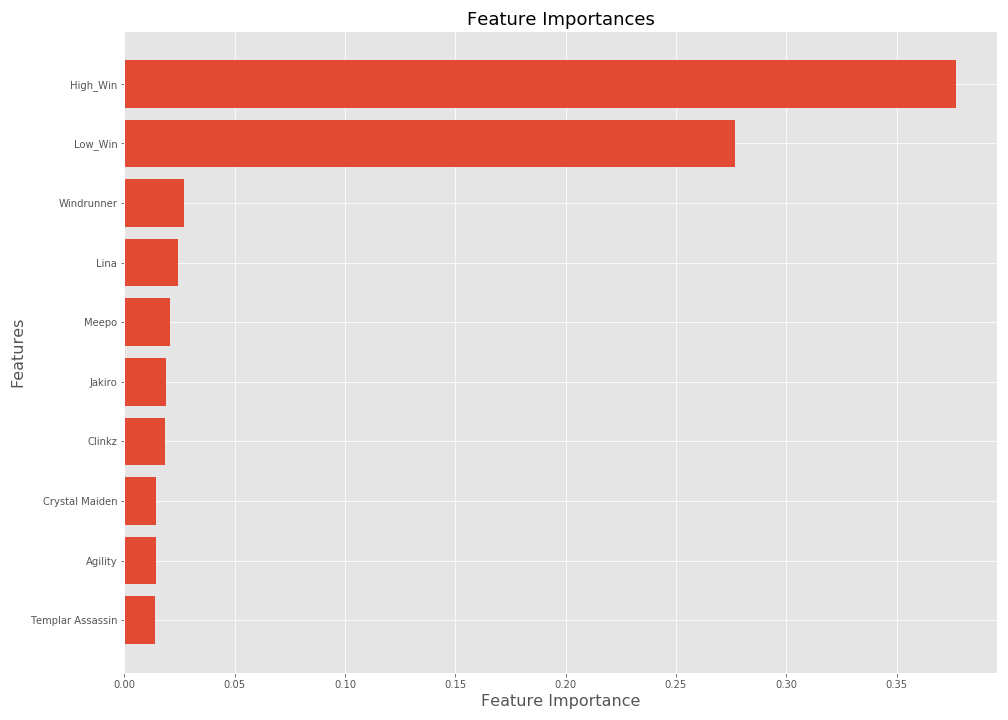 Feature Importances
High_Win
Low_Win
Windrunner
Lina
Meepo
Jakiro
Clinkz
Crystal Maiden
Agility
Templar Assassin
Features
0.00 0.05 0.10 0.15 0.20 0.25 0.30 0.35
Feature Importance